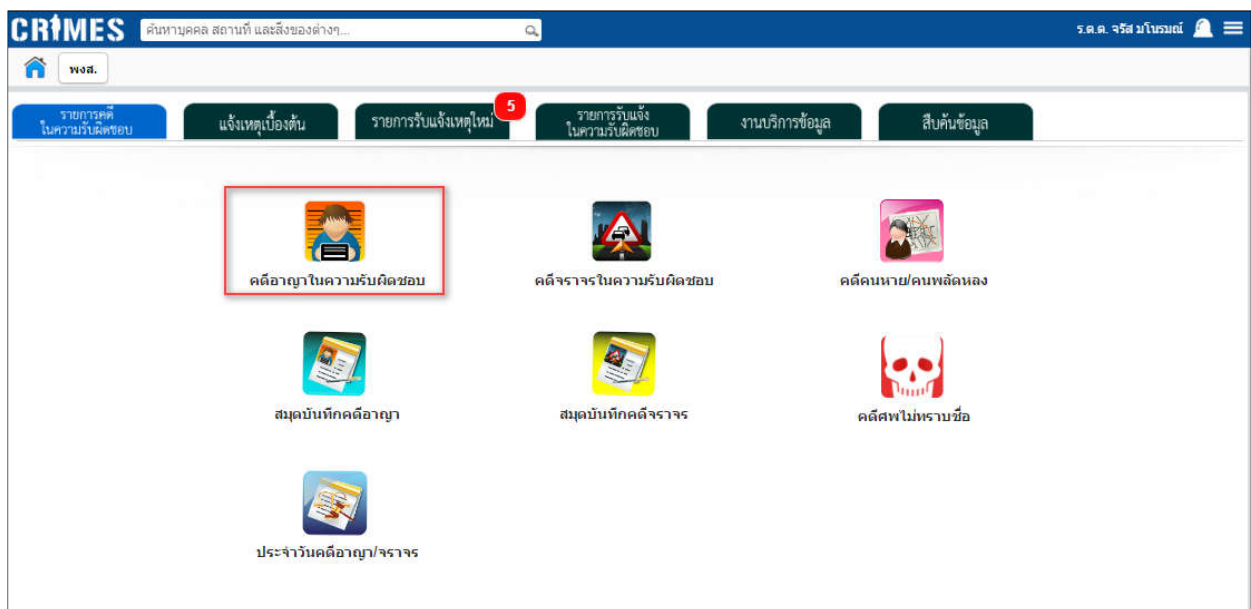 CRIMES
ค้นหาบุคคล สถานที่ และสิ่งของต่างๆ...
ร.ต.ต. จรัส มโนรมณ์
พงส.
รายการคดี
ในความรับผิดชอบ
แจ้งเหตุเบื้องต้น
รายการรับแจ้งเหตุใหม่
5
รายการรับแจ้ง
ในความรับผิดชอบ
งานบริการข้อมูล
สืบค้นข้อมูล
คดีอาญาในความรับผิดชอบ
คดีจราจรในความรับผิดชอบ
คดีคนหาย/คนพลัดหลง
สมุดบันทึกคดีอาญา
สมุดบันทึกคดีจราจร
คดีศพไม่ทราบชื่อ
ประจำวันคดีอาญา/จราจร